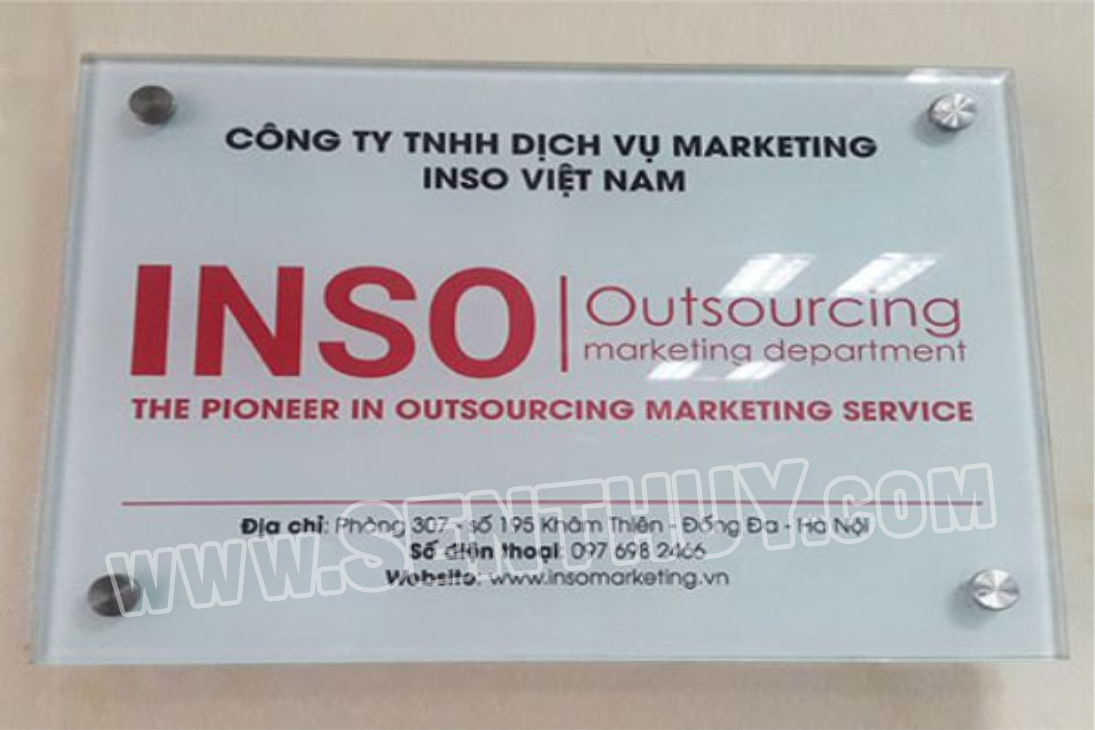 CÔNG TY TNHH DỊCH VỤ MARKETING
INSO VIỆT NAM
INSO
Outsourcing
marketing department
THE PIONEER IN OUTSOURCING MARKETING SERVICE
Địa chỉ: Phòng 307 - số 195 Khâm Thiên - Đống Đa - Hà Nội
Số điện thoại: 097 698 2466
Website: www.insomarketing.vn
WWW.SENTHUY.COM